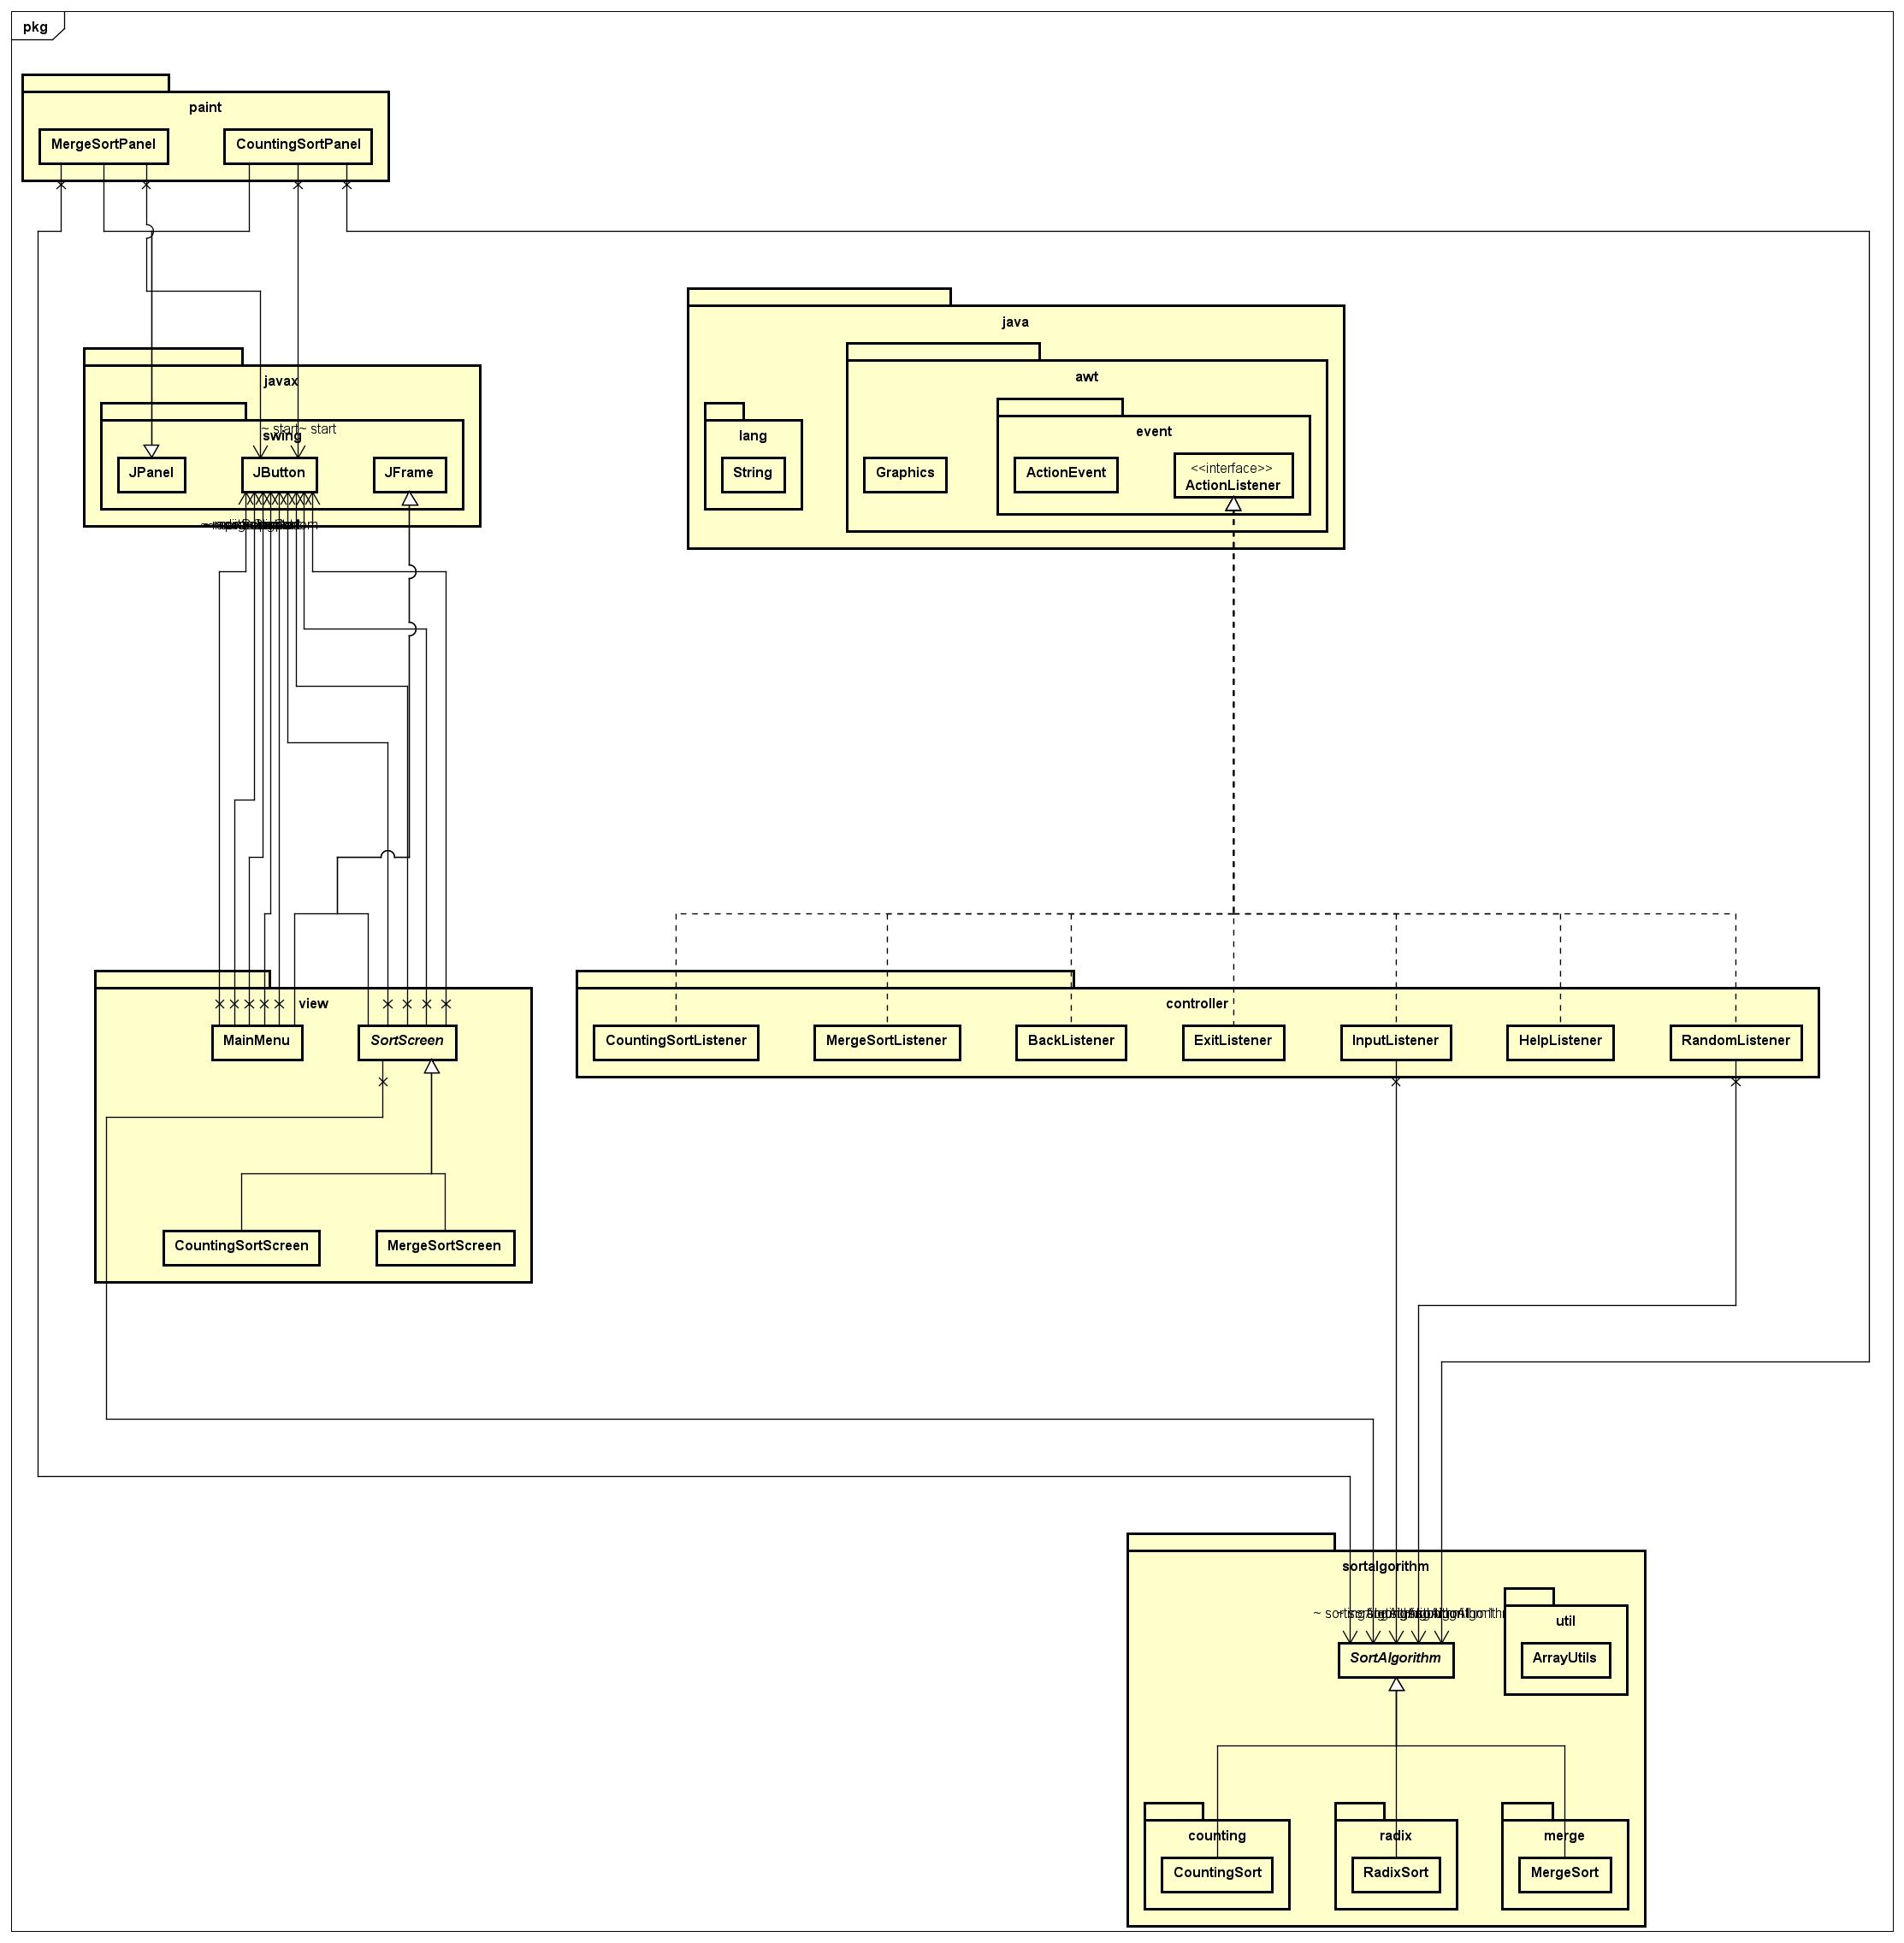 pkg
paint
MergeSortPanel
CountingSortPanel
java
javax
awt
~ start
~ start
swing
lang
event
JPanel
JButton
JFrame
String
Graphics
ActionEvent
<<interface>>
ActionListener
view
controller
MainMenu
SortScreen
CountingSortListener
MergeSortListener
BackListener
ExitListener
InputListener
HelpListener
RandomListener
CountingSortScreen
MergeSortScreen
sortalgorithm
util
SortAlgorithm
ArrayUtils
counting
radix
merge
CountingSort
RadixSort
MergeSort